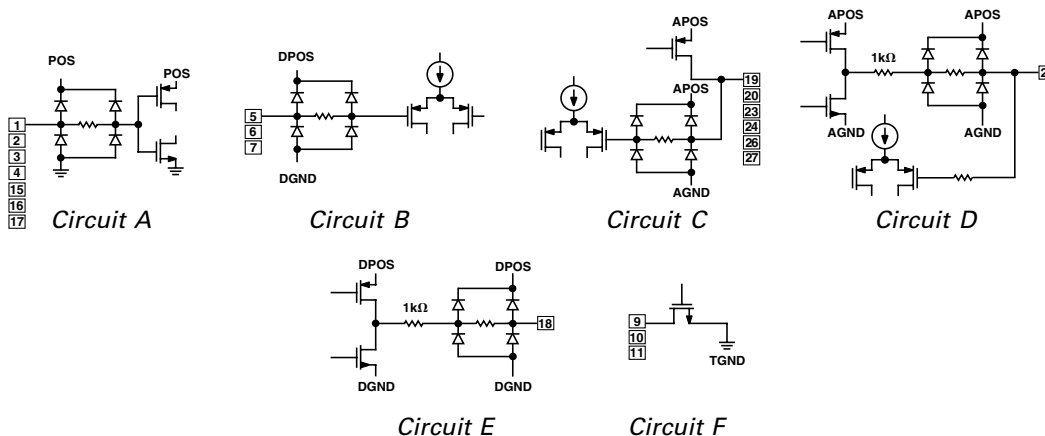 POS
POS
1
2
3
4
15
16
17
Circuit A
DPOS
5
6
7
DGND
Circuit B
APOS
APOS
19
20
23
24
26
27
AGND
Circuit C
APOS
1kΩ
APOS
AGND
AGND
Circuit D
DPOS
1kΩ
DPOS
18
DGND
DGND
Circuit E
9
10
11
TGND
Circuit F